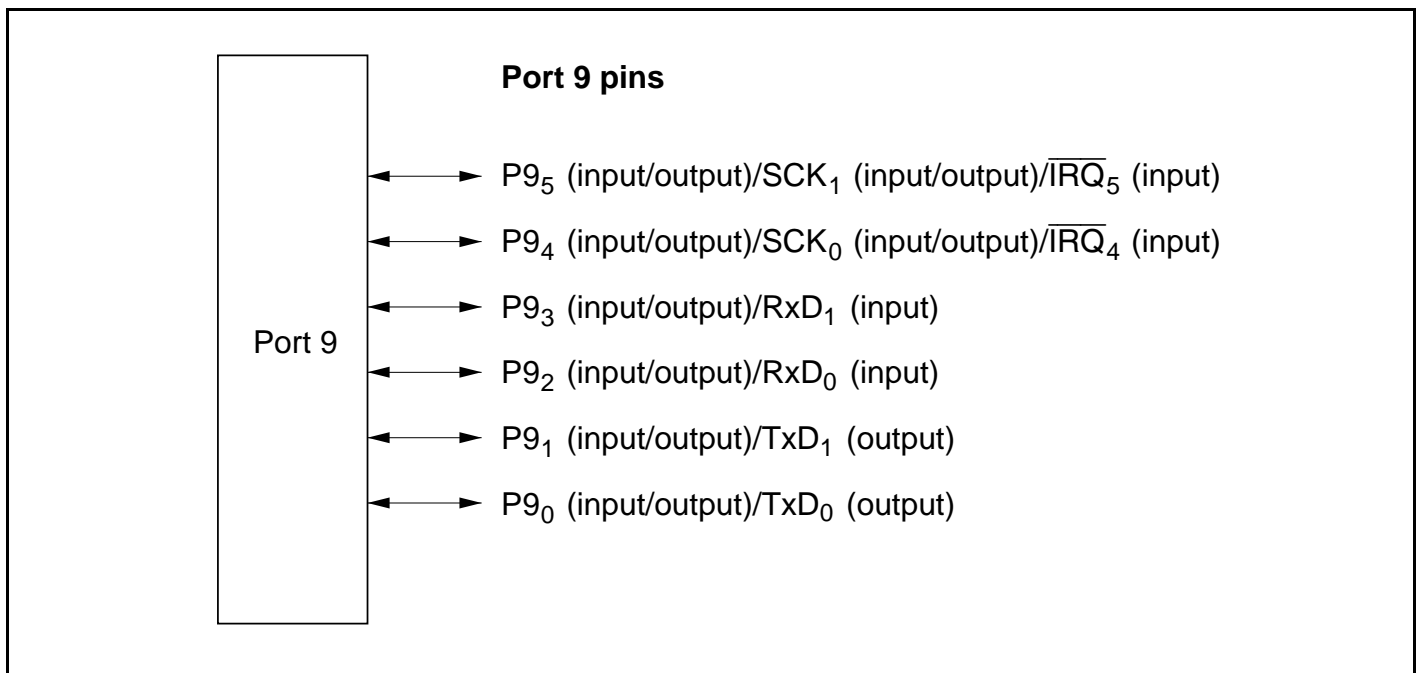 Port 9 pins
P9₅ (input/output)/SCK₁ (input/output)/I̅R̅Q̅₅ (input)
P9₄ (input/output)/SCK₀ (input/output)/I̅R̅Q̅₄ (input)
P9₃ (input/output)/RxD₁ (input)
Port 9
P9₂ (input/output)/RxD₀ (input)
P9₁ (input/output)/TxD₁ (output)
P9₀ (input/output)/TxD₀ (output)